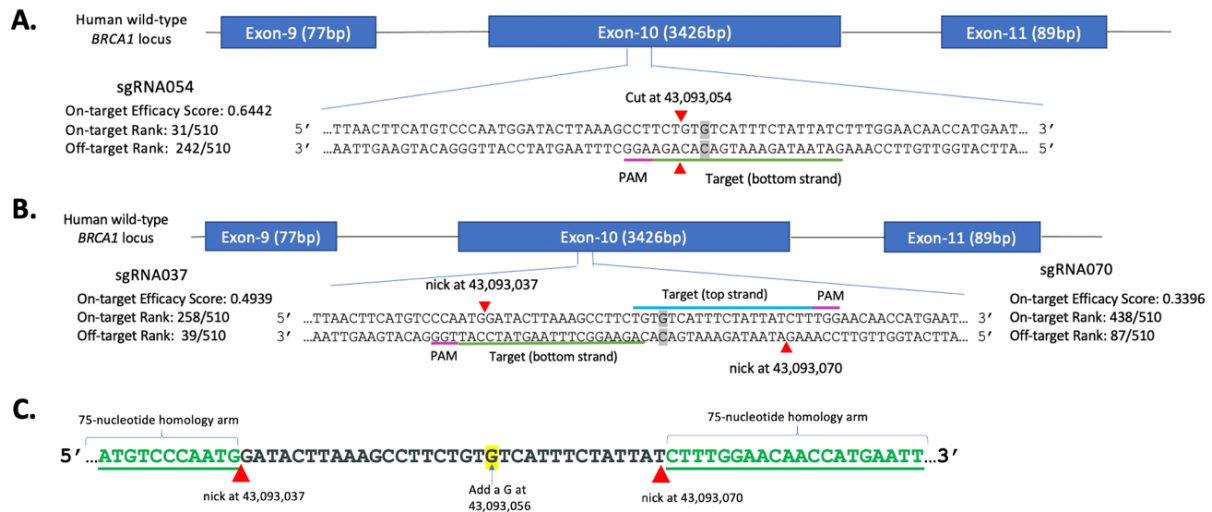 A.
Human wild-type
BRCA1 locus
Exon-9 (77bp)
Exon-10 (3426bp)
Exon-11 (89bp)
sgRNA054
On-target Efficacy Score: 0.6442
On-target Rank: 31/510
Off-target Rank: 242/510
Cut at 43,093,054
5’ …TTAACTTCATGTCCCAATGGATACTTAAAGCCTTCTGTGTCATTTCTATTATCTTTGGAACAACCATGAAT… 3’
3’ …AATTGAAGTACAGGGTTACCTATGAATTTCGGAAGACACAGTAAAGATAATAGAAACCTTGTTGGTACTTA… 5’
PAM
Target (bottom strand)
B.
Human wild-type
BRCA1 locus
Exon-9 (77bp)
Exon-10 (3426bp)
Exon-11 (89bp)
sgRNA037
On-target Efficacy Score: 0.4939
On-target Rank: 258/510
Off-target Rank: 39/510
nick at 43,093,037
Target (top strand)
PAM
sgRNA070
On-target Efficacy Score: 0.3396
On-target Rank: 438/510
Off-target Rank: 87/510
5’ …TTAACTTCATGTCCCAATGGATACTTAAAGCCTTCTGTGTCATTTCTATTATCTTTGGAACAACCATGAAT… 3’
3’ …AATTGAAGTACAGGGTTACCTATGAATTTCGGAAGACACAGTAAAGATAATAGAAACCTTGTTGGTACTTA… 5’
PAM
Target (bottom strand)
nick at 43,093,070
C.
75-nucleotide homology arm
75-nucleotide homology arm
5’…ATGTCCCAATGGATACTTAAAGCCTTCTGTGTCATTTCTATTATCTTTGGAACAACCATGAATT…3’
nick at 43,093,037
Add a G at
43,093,056
nick at 43,093,070